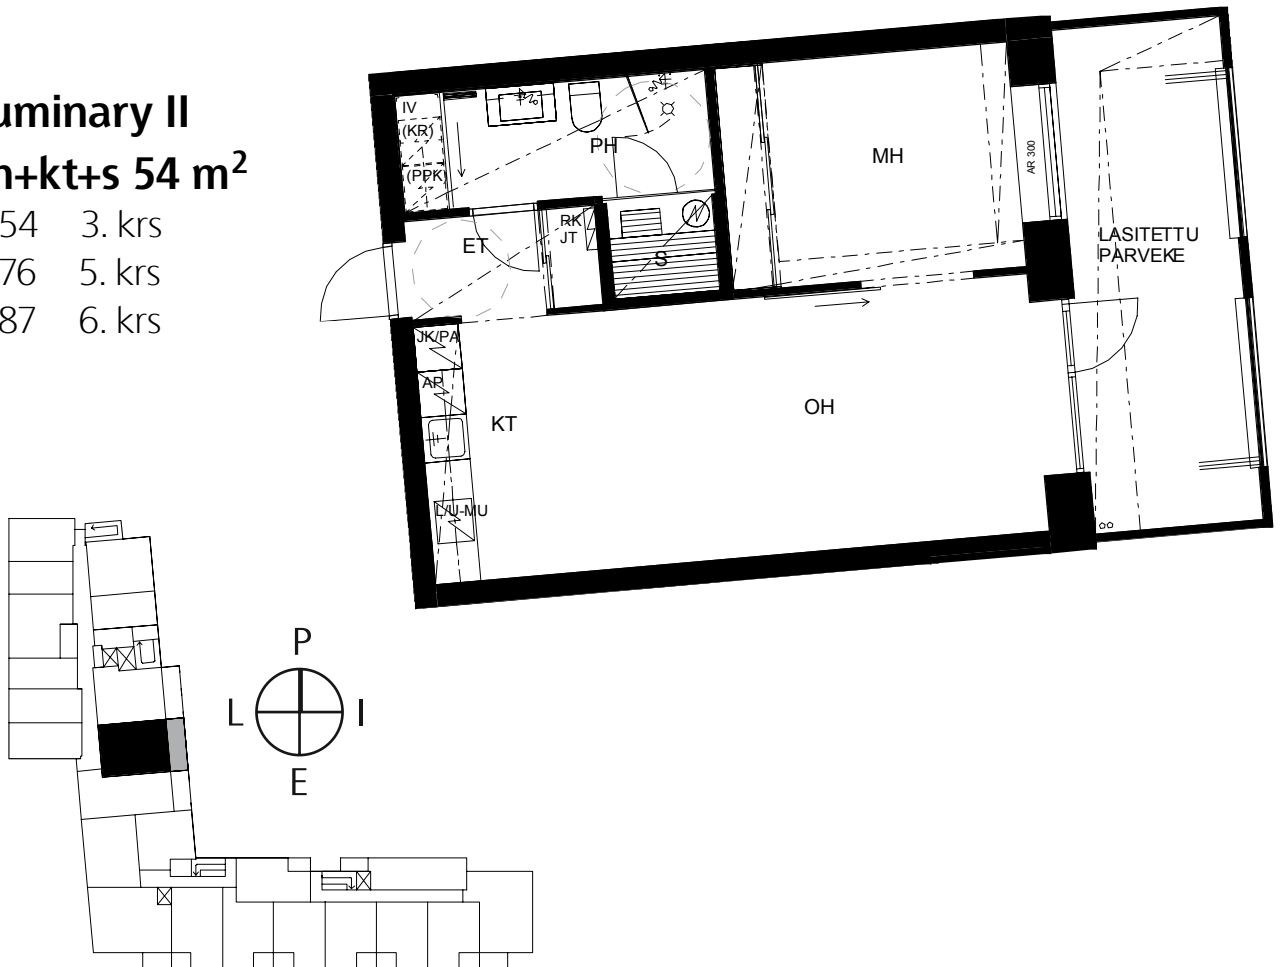 uminary II
n+kt+s 54 m²
54 3. krs
76 5. krs
87 6. krs
IV
(KR)
(PPK)
PH
MH
AR 300
ET
RK
JT
S
LASITETTU
PARVEKE
JK/PA
AP
KT
OH
L/U-MU
P
L I
E